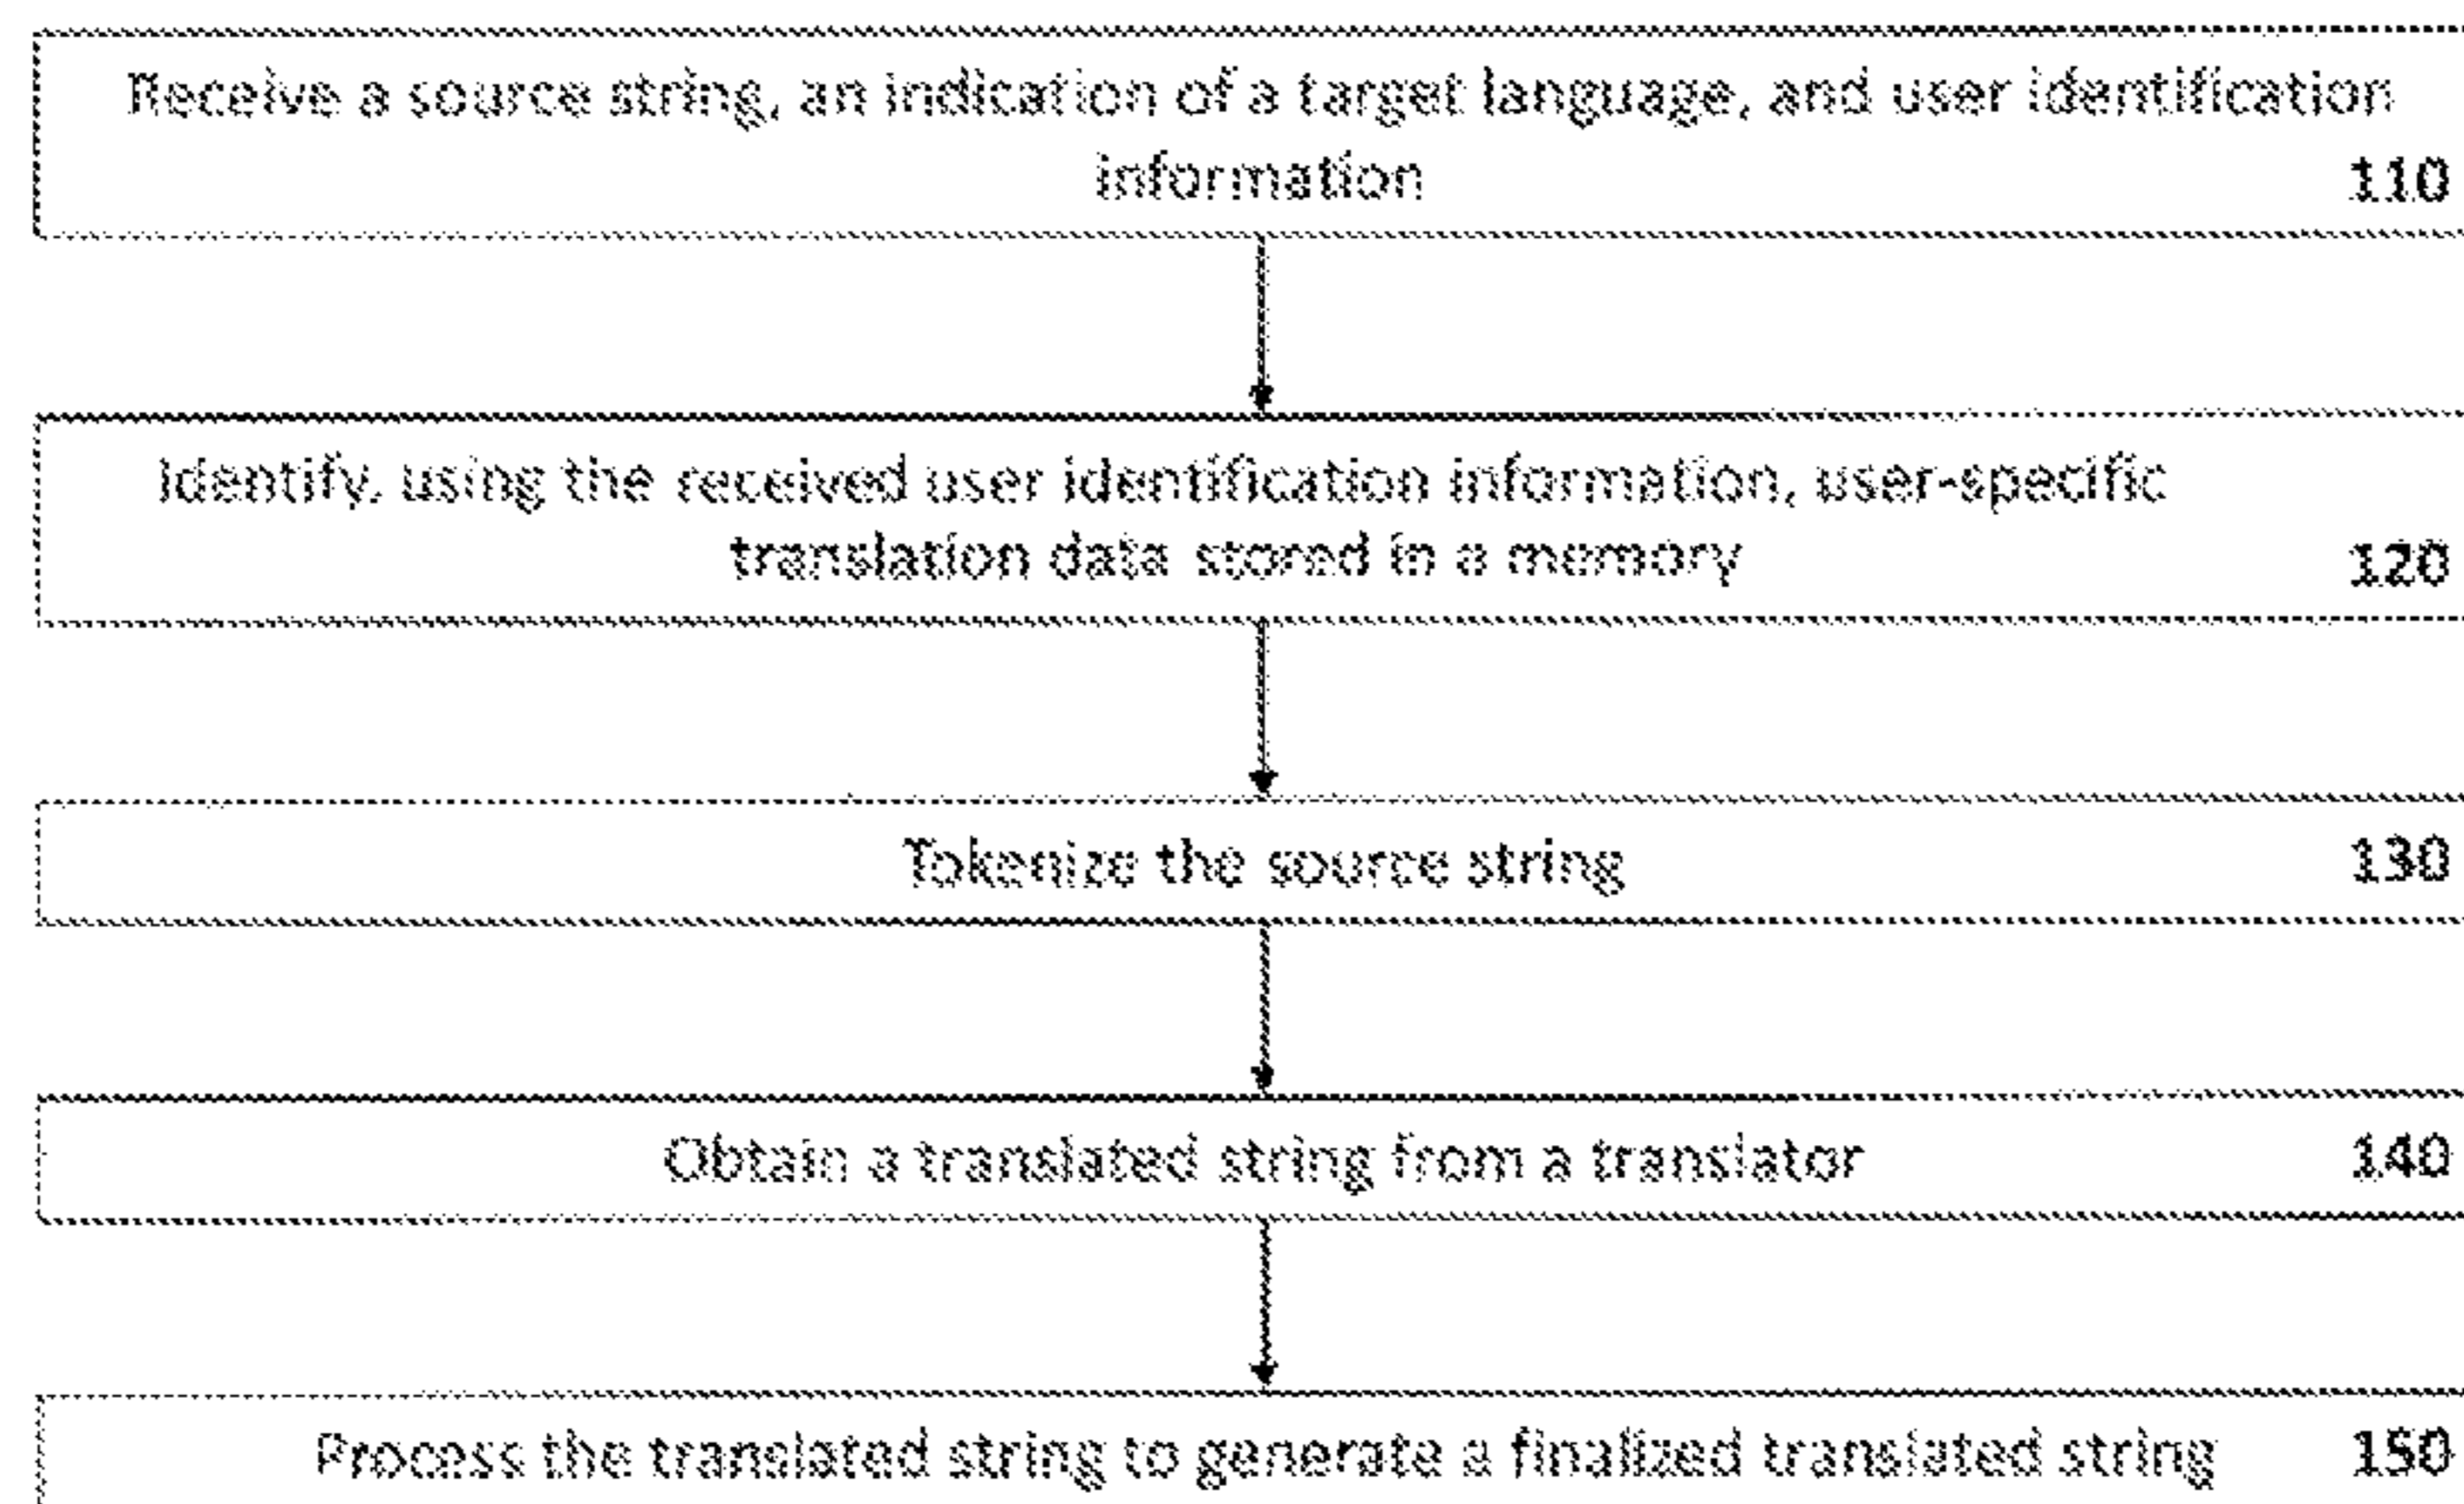 Receive a source string, an indication of a target language, and user identification
information 110
Identify, using the received user identification information, user-specific
translation data stored in a memory 120
Tokenize the source string 130
Obtain a translated string from a translator 140
Process the translated string to generate a finalized translated string 150